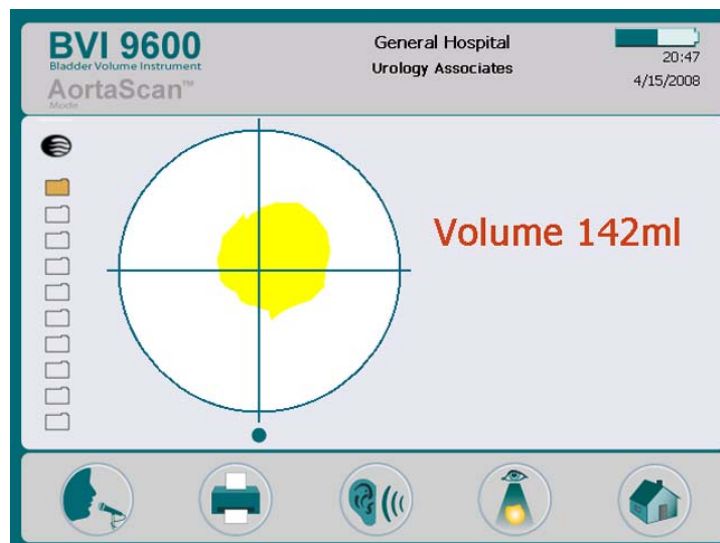 BVI 9600
Bladder Volume Instrument
AortaScan™
Mode
General Hospital
Urology Associates
20:47
4/15/2008
Volume 142ml